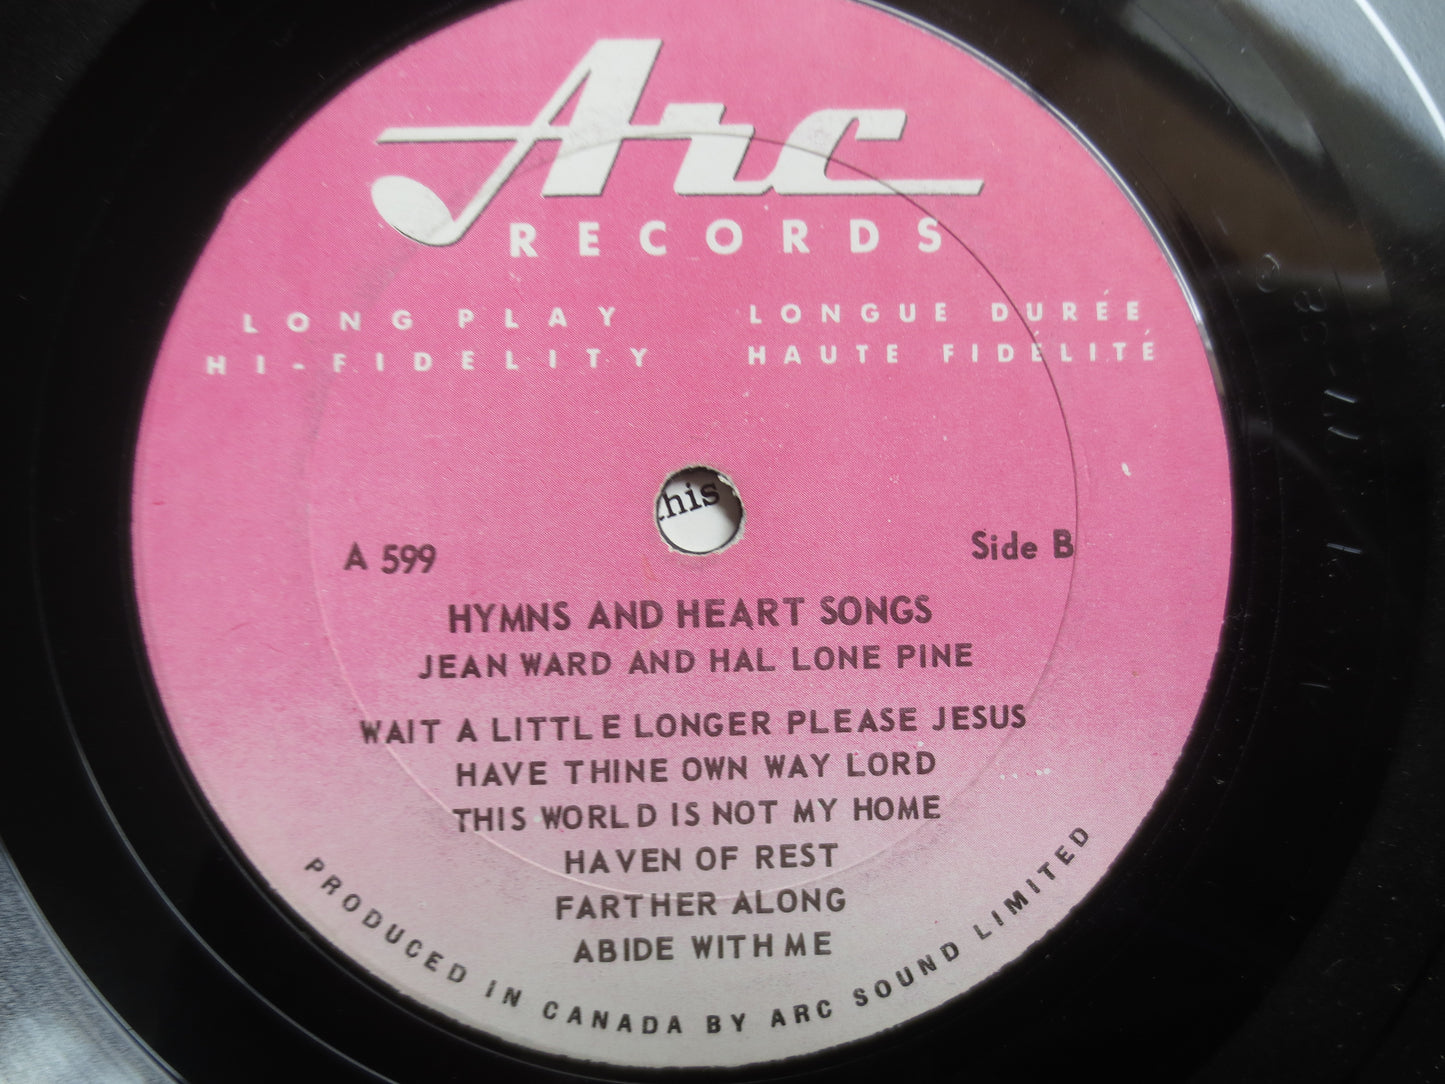 Arc
RECORDS
LONG PLAY LONGUE DURÉE
HI-FIDELITY HAUTE FIDÉLITÉ
his
A 599 Side B
HYMNS AND HEART SONGS
JEAN WARD AND HAL LONE PINE
WAIT A LITTLE LONGER PLEASE JESUS
HAVE THINE OWN WAY LORD
THIS WORLD IS NOT MY HOME
HAVEN OF REST
FARTHER ALONG
ABIDE WITH ME
PRODUCED IN CANADA BY ARC SOUND LIMITED